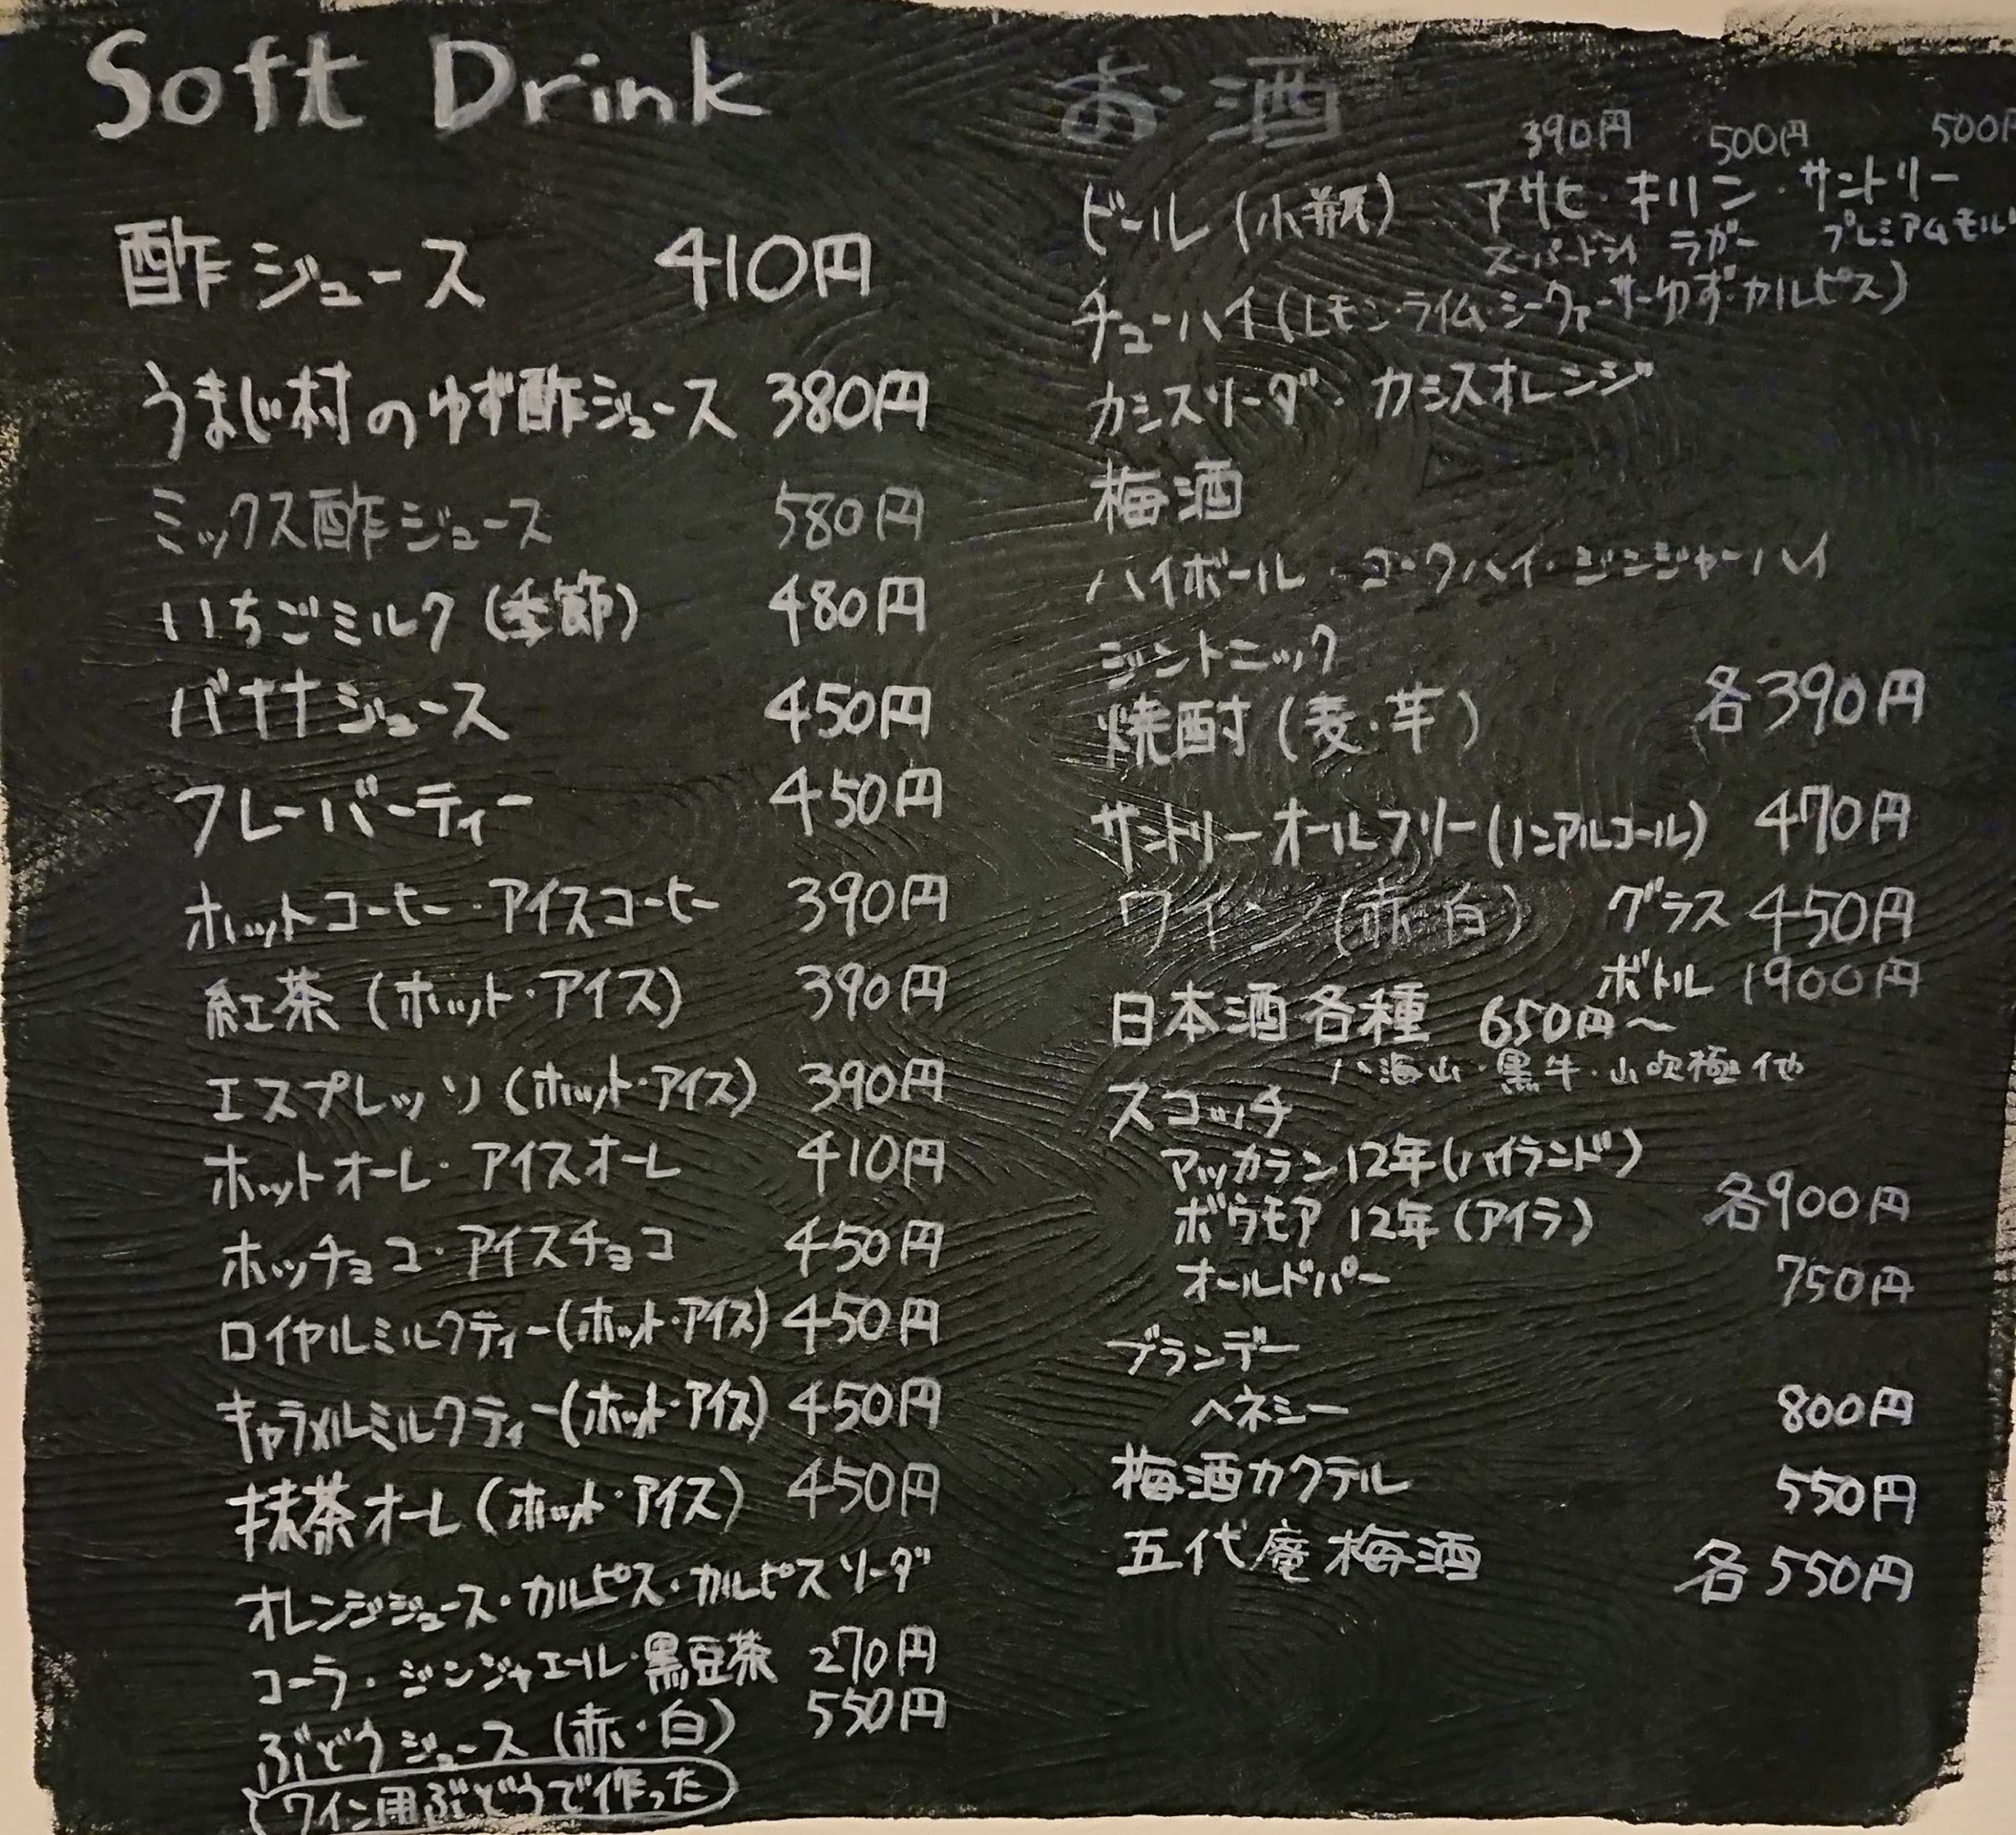 Soft Drink
酢ジュース 410円
うまじ村のゆず酢ジュース 380円
ミックス酢ジュース 580円
いちごミルク(季節) 480円
バナナジュース 450円
フレーバーティー 450円
ホットコーヒー・アイスコーヒー 390円
紅茶(ホット・アイス) 390円
エスプレッソ(ホット・アイス) 390円
ホットオーレ・アイスオーレ 410円
ホッチョコ・アイスチョコ 450円
ロイヤルミルクティー(ホット・アイス) 450円
キャラメルミルクティー(ホット・アイス) 450円
抹茶オーレ(ホット・アイス) 450円
オレンジジュース・カルピス・カルピスソーダ
コーラ・ジンジャエール・黒豆茶 270円
ぶどうジュース(赤・白) 550円
(ワイン用ぶどうで作った)
お酒
390円 500円 500円
ビール(小瓶) アサヒ・キリン・サントリー
スーパードライ ラガー プレミアムモル
チューハイ(レモン・ライム・シークァーサー・ゆず・カルピス)
カシスソーダ・カシスオレンジ
梅酒
ハイボール・コークハイ・ジンジャーハイ
ジントニック
焼酎(麦・芋) 各390円
サントリーオールフリー(ノンアルコール) 470円
ワイン(赤・白) グラス 450円
ボトル 1900円
日本酒各種 650円〜
八海山・黒牛・山吹極 他
スコッチ
マッカラン12年(ハイランド)
ボウモア 12年(アイラ) 各900円
オールドパー 750円
ブランデー
ヘネシー 800円
梅酒カクテル 550円
五代庵梅酒 各550円